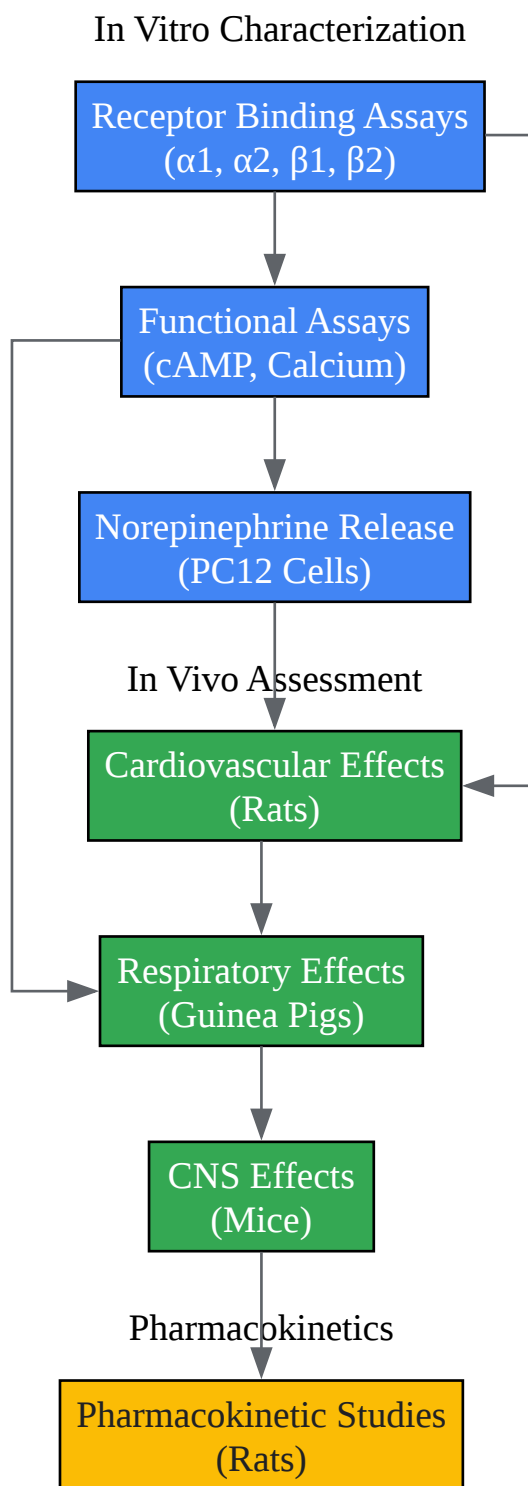 In Vitro Characterization
Receptor Binding Assays
(α1, α2, β1, β2)
Functional Assays
(cAMP, Calcium)
Norepinephrine Release
(PC12 Cells)
In Vivo Assessment
Cardiovascular Effects
(Rats)
Respiratory Effects
(Guinea Pigs)
CNS Effects
(Mice)
Pharmacokinetics
Pharmacokinetic Studies
(Rats)